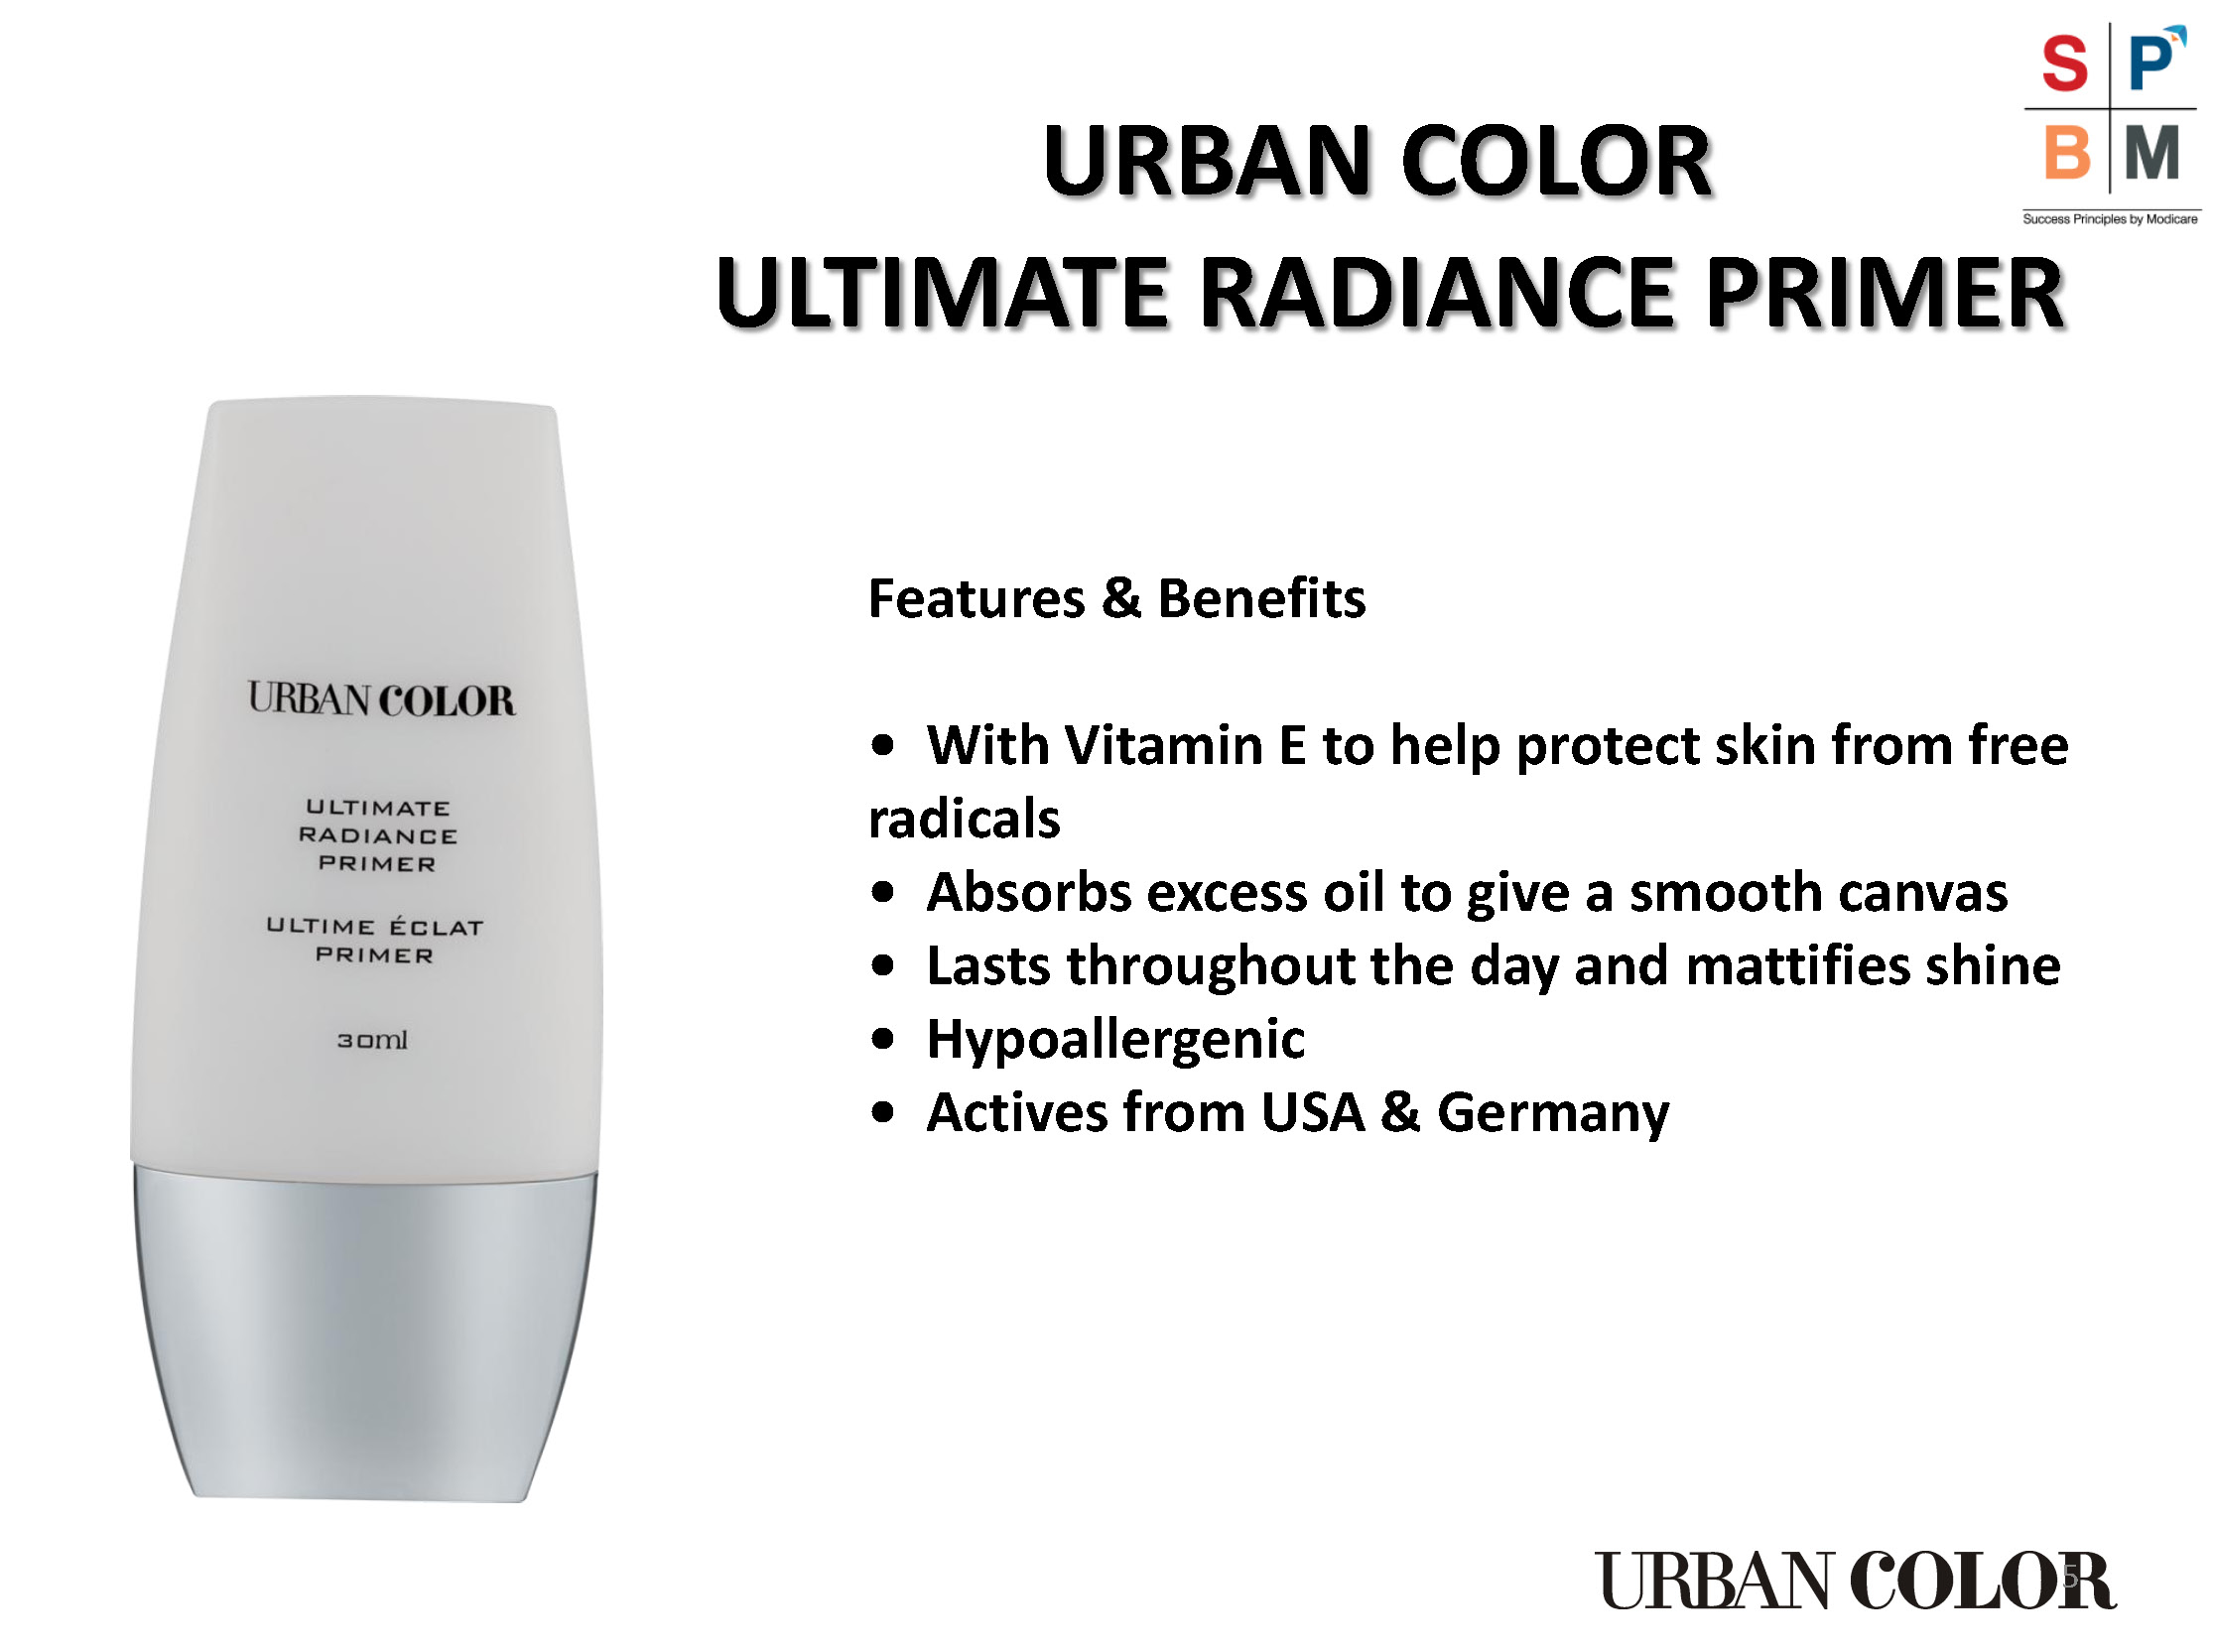 S P
B M
Success Principles by Modicare
URBAN COLOR
ULTIMATE RADIANCE PRIMER
URBAN COLOR
ULTIMATE
RADIANCE
PRIMER
ULTIME ÉCLAT
PRIMER
30ml
Features & Benefits
• With Vitamin E to help protect skin from free
radicals
• Absorbs excess oil to give a smooth canvas
• Lasts throughout the day and mattifies shine
• Hypoallergenic
• Actives from USA & Germany
URBAN COLOR
5